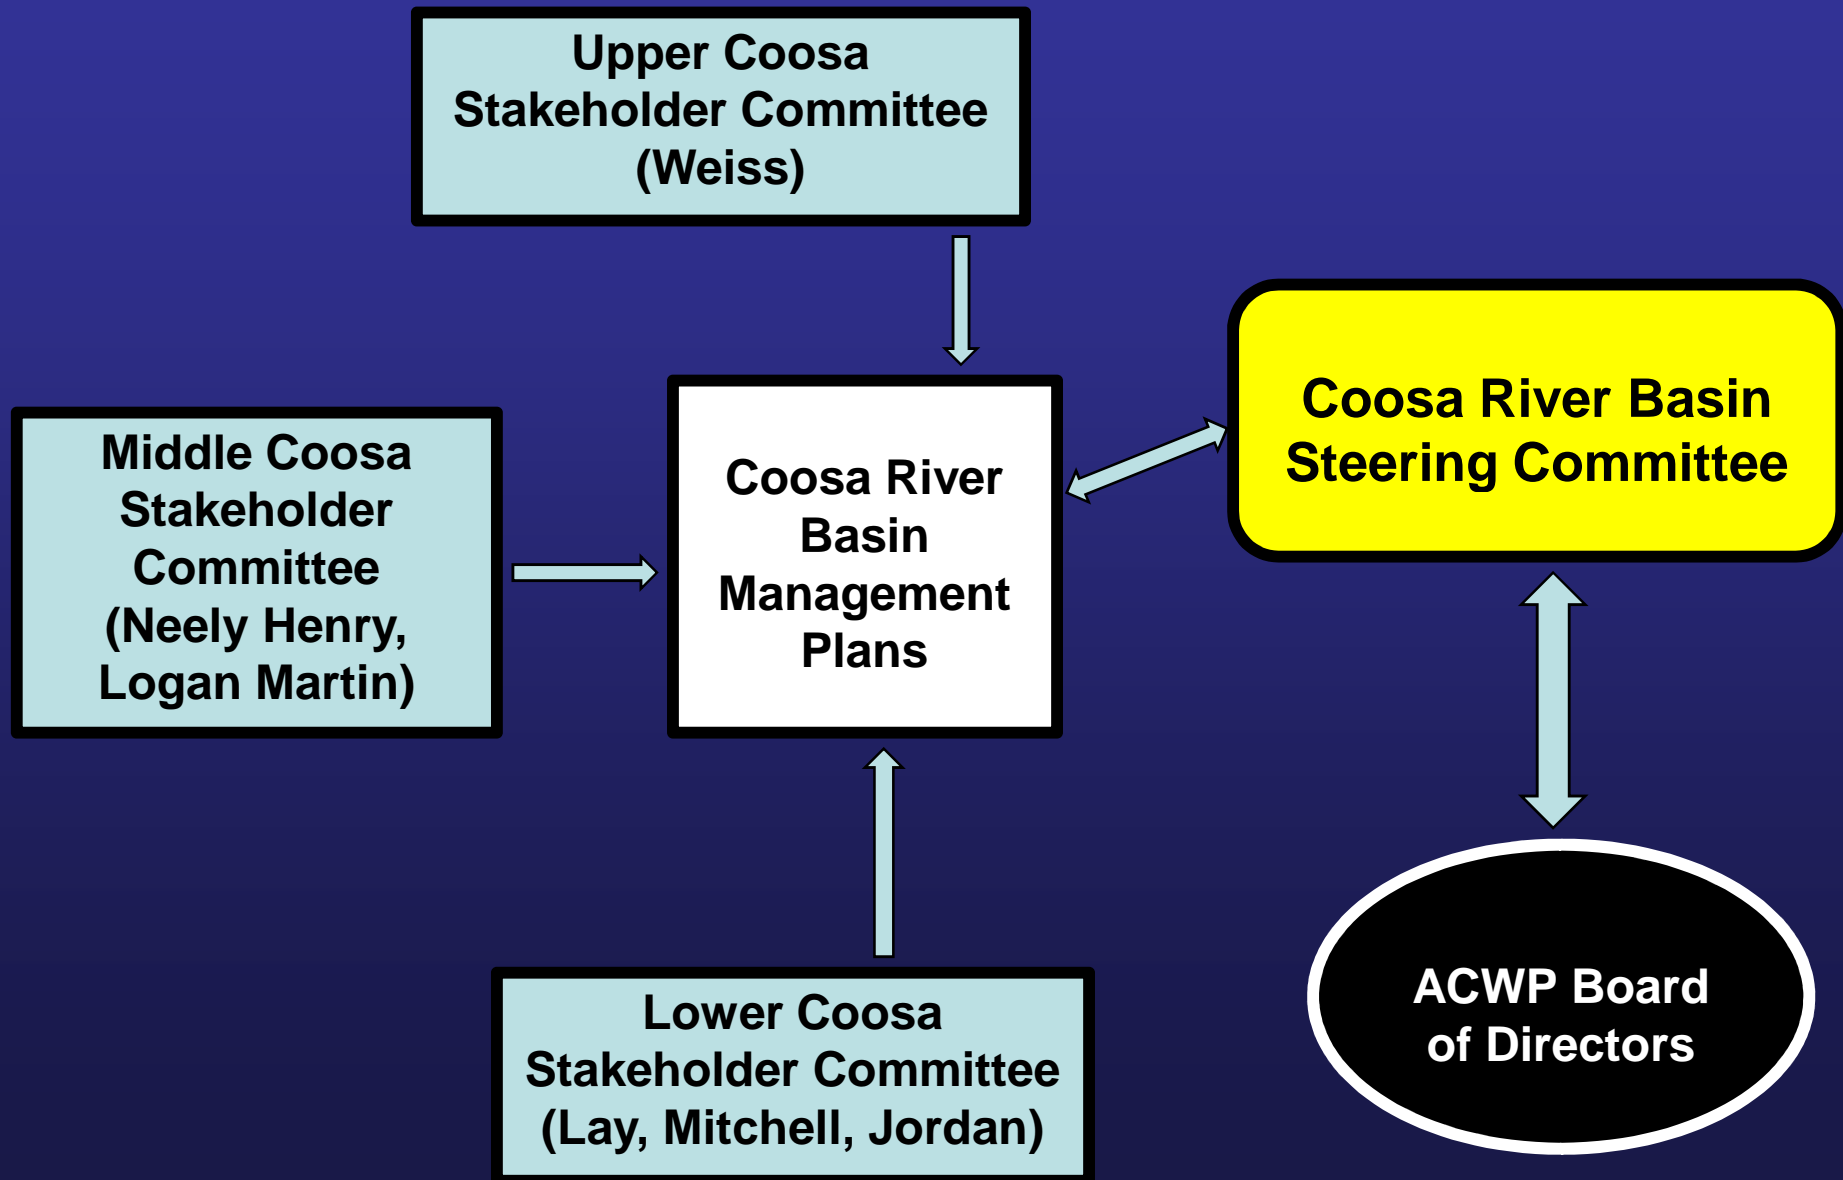 Upper Coosa
Stakeholder Committee
(Weiss)
Middle Coosa
Stakeholder
Committee
(Neely Henry,
Logan Martin)
Coosa River
Basin
Management
Plans
Coosa River Basin
Steering Committee
Lower Coosa
Stakeholder Committee
(Lay, Mitchell, Jordan)
ACWP Board
of Directors